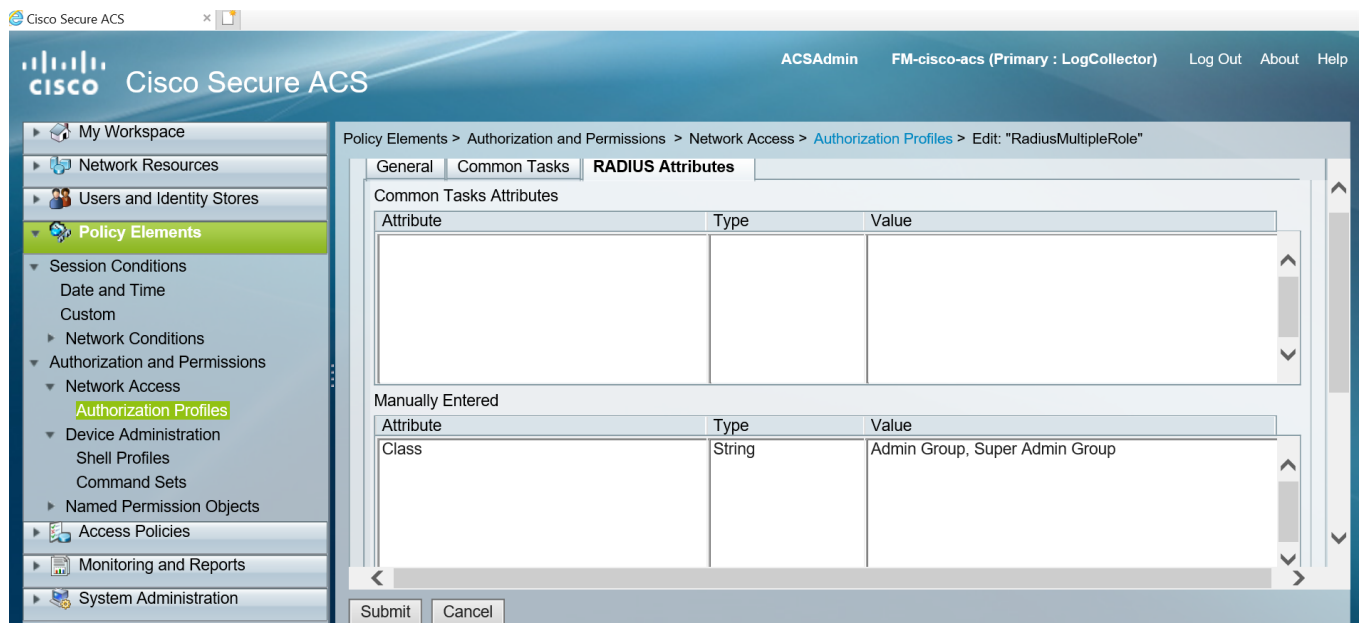 Cisco Secure ACS
CISCO Cisco Secure ACS
ACSAdmin FM-cisco-acs (Primary : LogCollector) Log Out About Help
My Workspace
Network Resources
Users and Identity Stores
Policy Elements
Session Conditions
Date and Time
Custom
Network Conditions
Authorization and Permissions
Network Access
Authorization Profiles
Device Administration
Shell Profiles
Command Sets
Named Permission Objects
Access Policies
Monitoring and Reports
System Administration
Policy Elements > Authorization and Permissions > Network Access > Authorization Profiles > Edit: "RadiusMultipleRole"
General Common Tasks RADIUS Attributes
Common Tasks Attributes
Attribute Type Value
Manually Entered
Attribute Type Value
Class String Admin Group, Super Admin Group
Submit Cancel